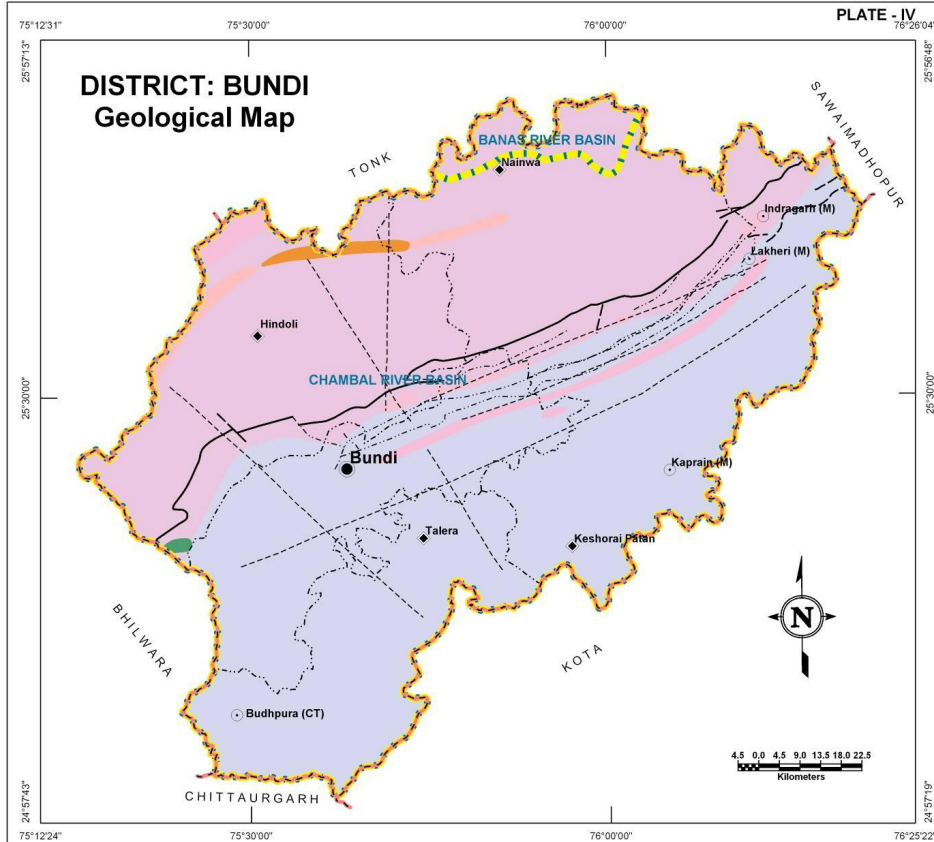 PLATE - IV
75°12'31"
75°30'00"
76°00'00"
76°26'04"
25°57'13"
25°56'48"
DISTRICT: BUNDI
Geological Map
SAWAIMADHOPUR
TONK
BANAS RIVER BASIN
Nainwa
Indragarh (M)
Lakheri (M)
Hindoli
CHAMBAL RIVER BASIN
25°30'00"
25°30'00"
Bundi
Kaprain (M)
Talera
Keshorai Patan
BHILWARA
N
KOTA
Budhpura (CT)
4.5 0.0 4.5 9.0 13.5 18.0 22.5
Kilometers
CHITTAURGARH
24°57'43"
24°57'19"
75°12'24"
75°30'00"
76°00'00"
76°25'22"